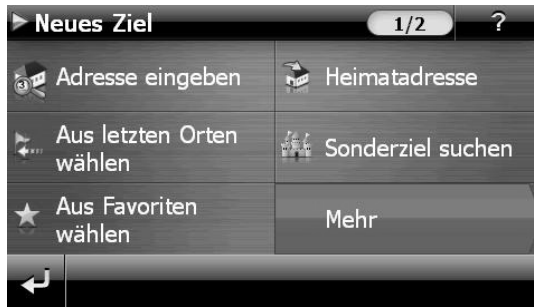 Neues Ziel
1/2
?
Adresse eingeben
Heimatadresse
Aus letzten Orten
wählen
Sonderziel suchen
Aus Favoriten
wählen
Mehr